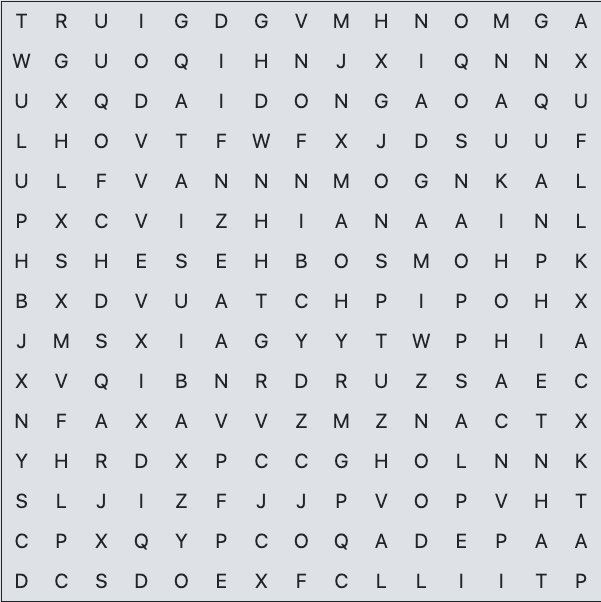 T R U I G D G V M H N O M G A
W G U O Q I H N J X I Q N N X
U X Q D A I D O N G A O A Q U
L H O V T F W F X J D S U U F
U L F V A N N N M O G N K A L
P X C V I Z H I A N A A I N L
H S H E S E H B O S M O H P K
B X D V U A T C H P I P O H X
J M S X I A G Y Y T W P H I A
X V Q I B N R D R U Z S A E C
N F A X A V V Z M Z N A C T X
Y H R D X P C C G H O L N N K
S L J I Z F J J P V O P V H T
C P X Q Y P C O Q A D E P A A
D C S D O E X F C L L I I T P